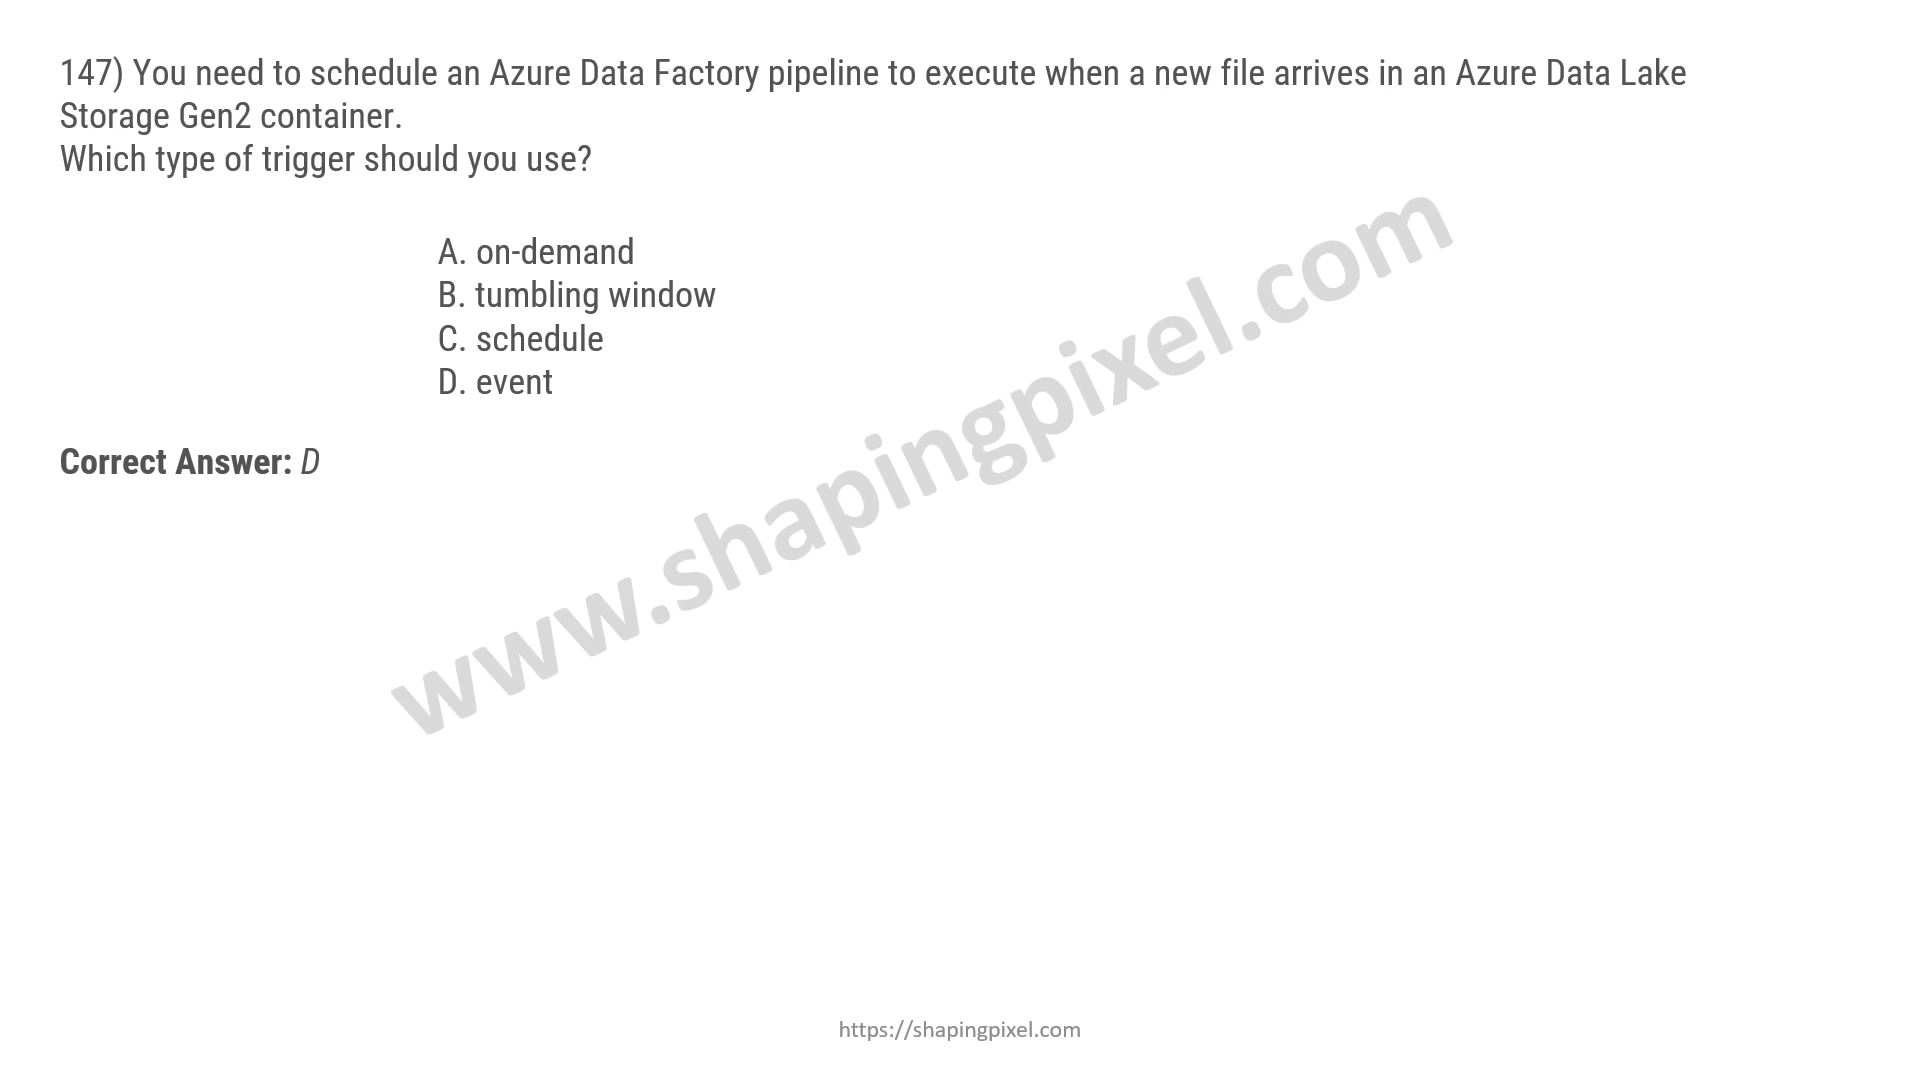 147) You need to schedule an Azure Data Factory pipeline to execute when a new file arrives in an Azure Data Lake
Storage Gen2 container.
Which type of trigger should you use?
A. on-demand
B. tumbling window
C. schedule
D. event
Correct Answer: D
www.shapingpixel.com
https://shapingpixel.com